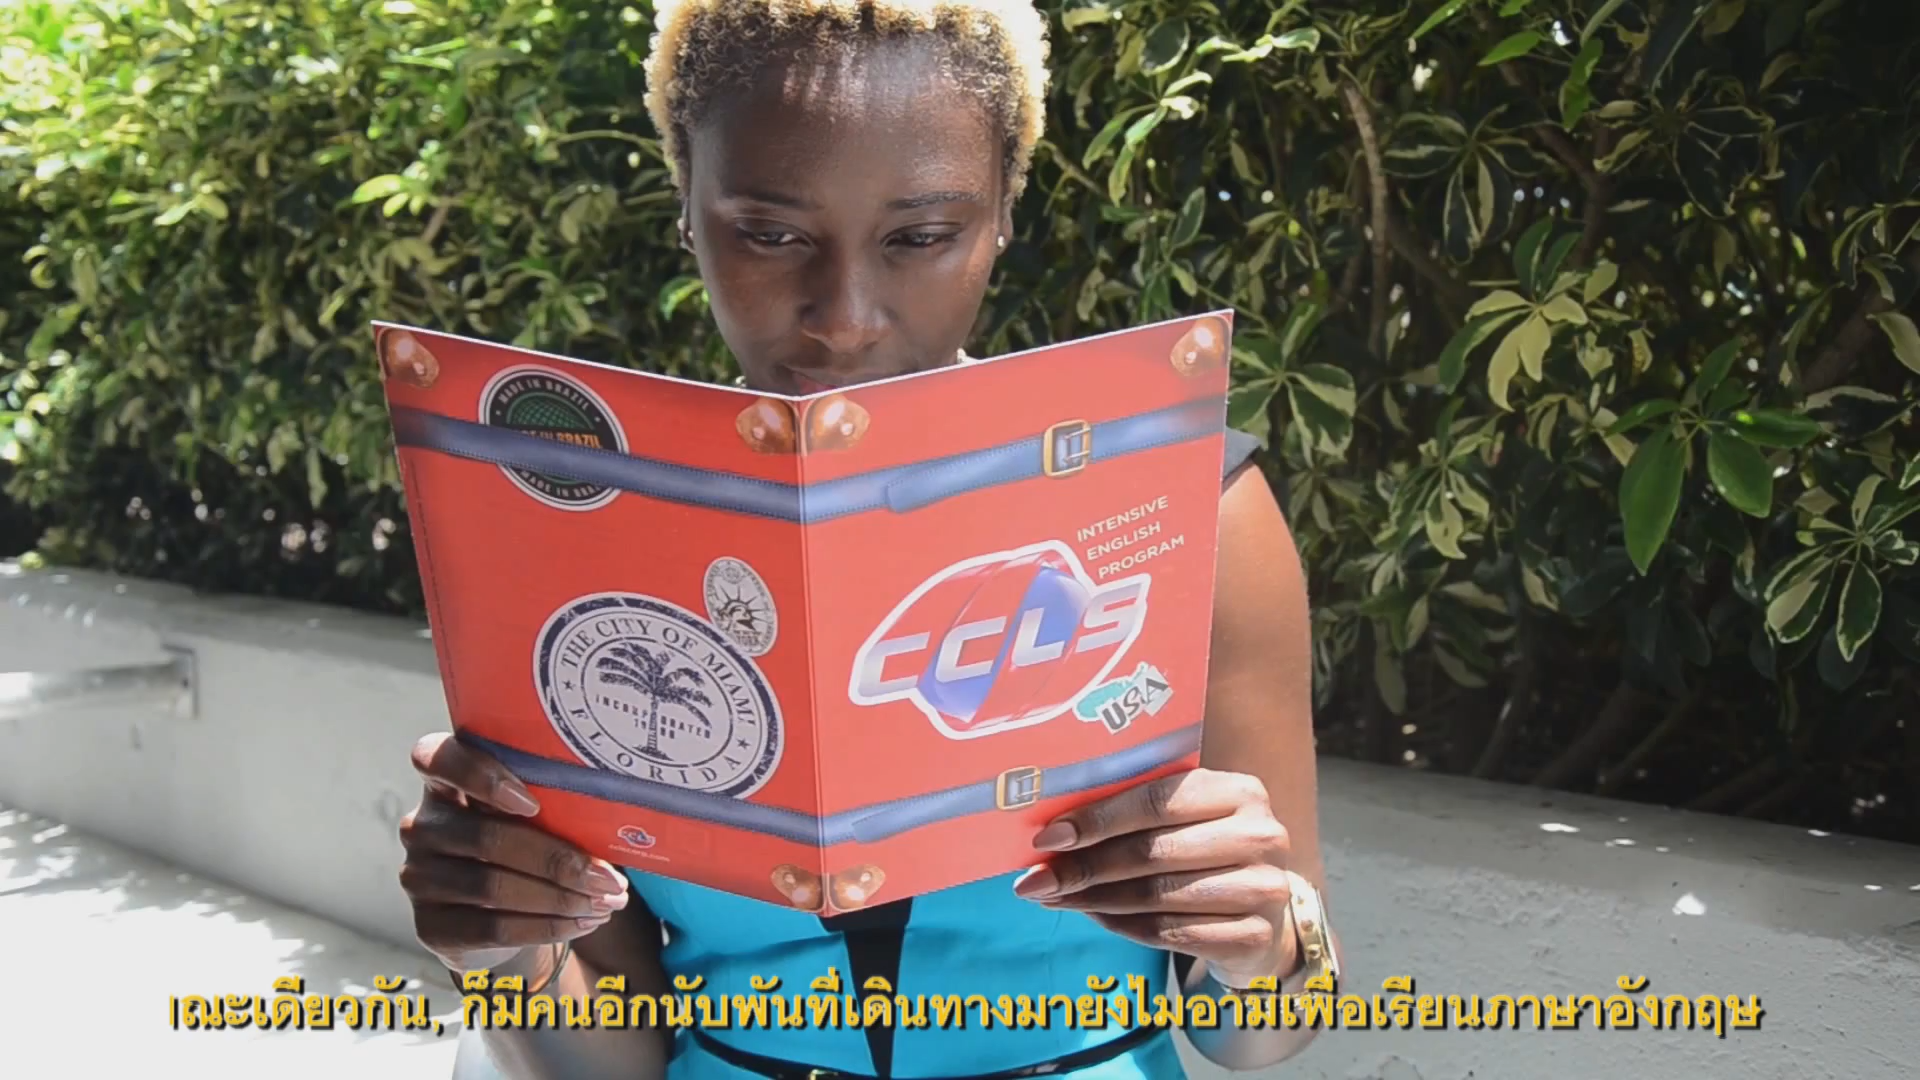 MADE IN BRAZIL
INTENSIVE
ENGLISH
PROGRAM
CCLS
USA
THE CITY OF MIAMI
INCORPORATED
FLORIDA
CCLS
ณะเดียวกัน, ก็มีคนอีกนับพันที่เดินทางมายังไมอามีเพื่อเรียนภาษาอังกฤษ